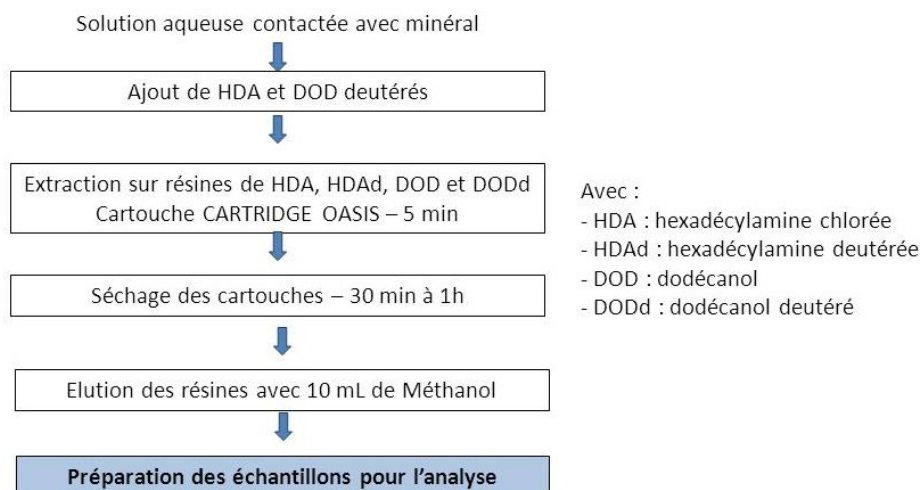 Solution aqueuse contactée avec minéral
Ajout de HDA et DOD deutérés
Extraction sur résines de HDA, HDAd, DOD et DODd
Cartouche CARTRIDGE OASIS – 5 min
Séchage des cartouches – 30 min à 1h
Elution des résines avec 10 mL de Méthanol
Préparation des échantillons pour l'analyse
Avec :
- HDA : hexadécylamine chlorée
- HDAd : hexadécylamine deutérée
- DOD : dodécanol
- DODd : dodécanol deutéré